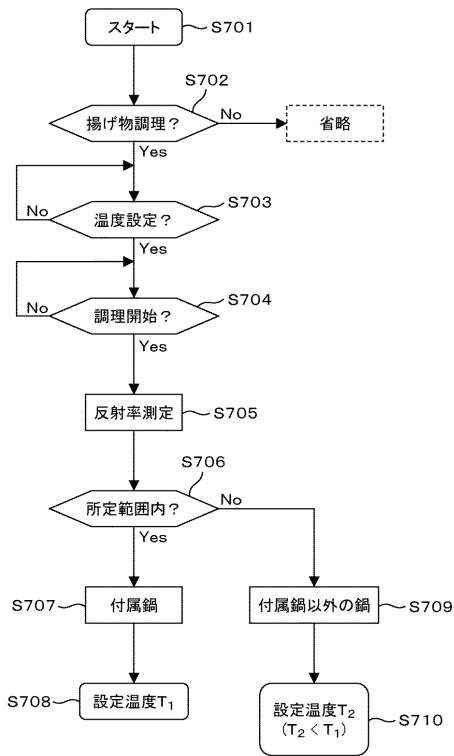 スタート
S701
S702
揚げ物調理？
No
省略
Yes
S703
No
温度設定？
Yes
S704
No
調理開始？
Yes
反射率測定
S705
S706
所定範囲内？
No
Yes
S707
付属鍋
付属鍋以外の鍋
S709
S708
設定温度T₁
設定温度T₂
(T₂＜T₁)
S710